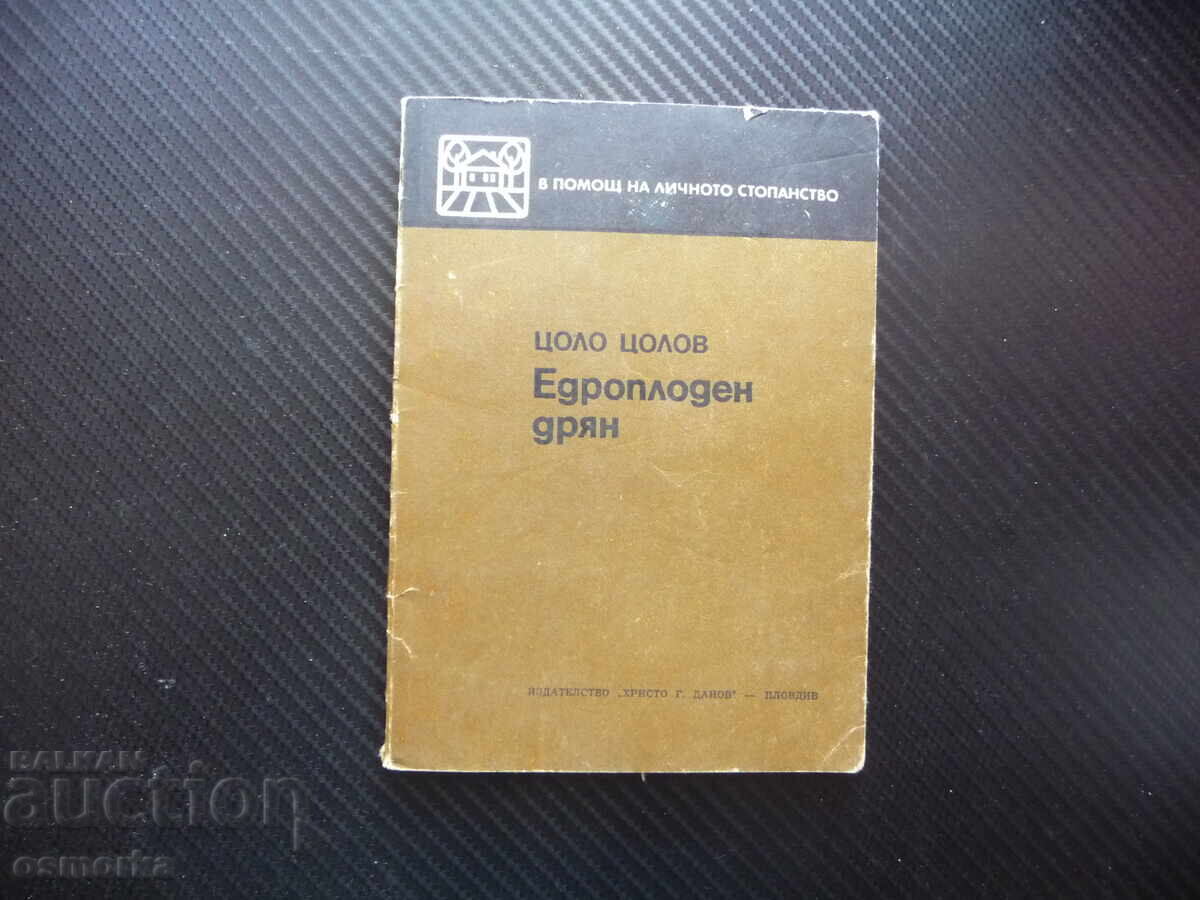 В ПОМОЩ НА ЛИЧНОТО СТОПАНСТВО
ЦОЛО ЦОЛОВ
Едроплоден
дрян
ИЗДАТЕЛСТВО „ХРИСТО Г. ДАНОВ" — ПЛОВДИВ
BALKAN
auction
osmorka